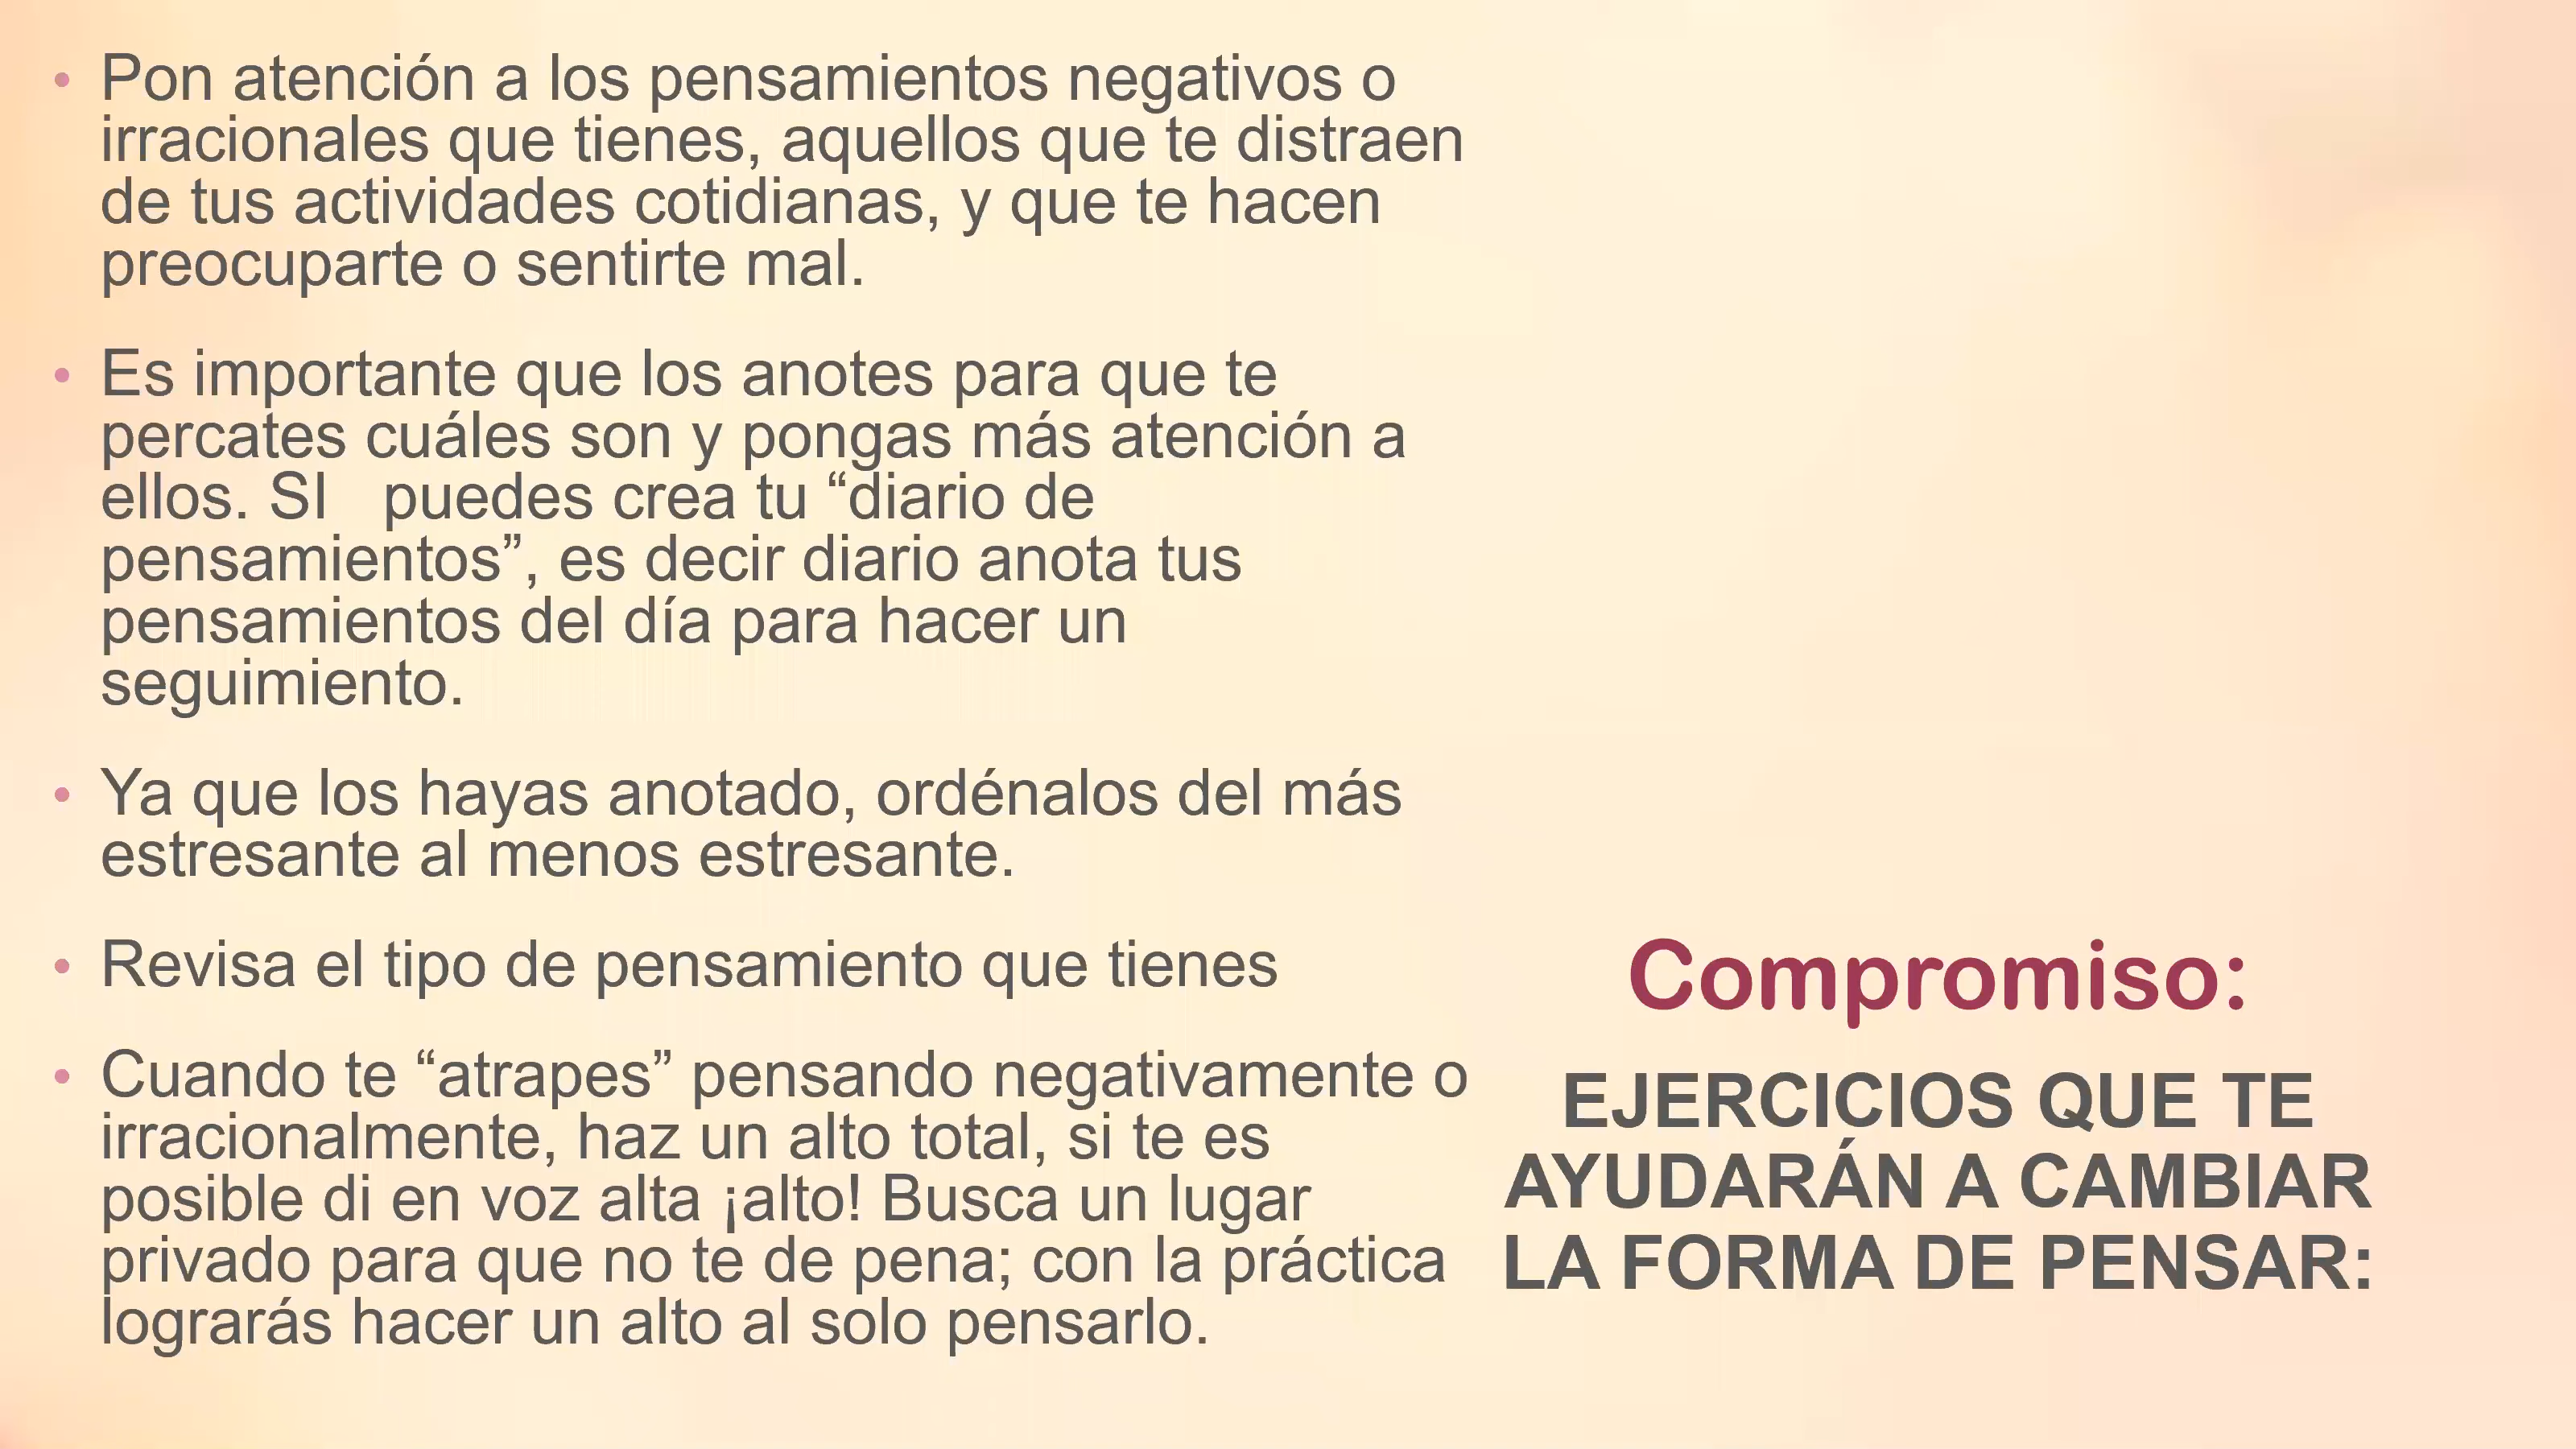 • Pon atención a los pensamientos negativos o
irracionales que tienes, aquellos que te distraen
de tus actividades cotidianas, y que te hacen
preocuparte o sentirte mal.
• Es importante que los anotes para que te
percates cuáles son y pongas más atención a
ellos. SI   puedes crea tu “diario de
pensamientos”, es decir diario anota tus
pensamientos del día para hacer un
seguimiento.
• Ya que los hayas anotado, ordénalos del más
estresante al menos estresante.
• Revisa el tipo de pensamiento que tienes
• Cuando te “atrapes” pensando negativamente o
irracionalmente, haz un alto total, si te es
posible di en voz alta ¡alto! Busca un lugar
privado para que no te de pena; con la práctica
lograrás hacer un alto al solo pensarlo.
Compromiso:
EJERCICIOS QUE TE
AYUDARÁN A CAMBIAR
LA FORMA DE PENSAR: